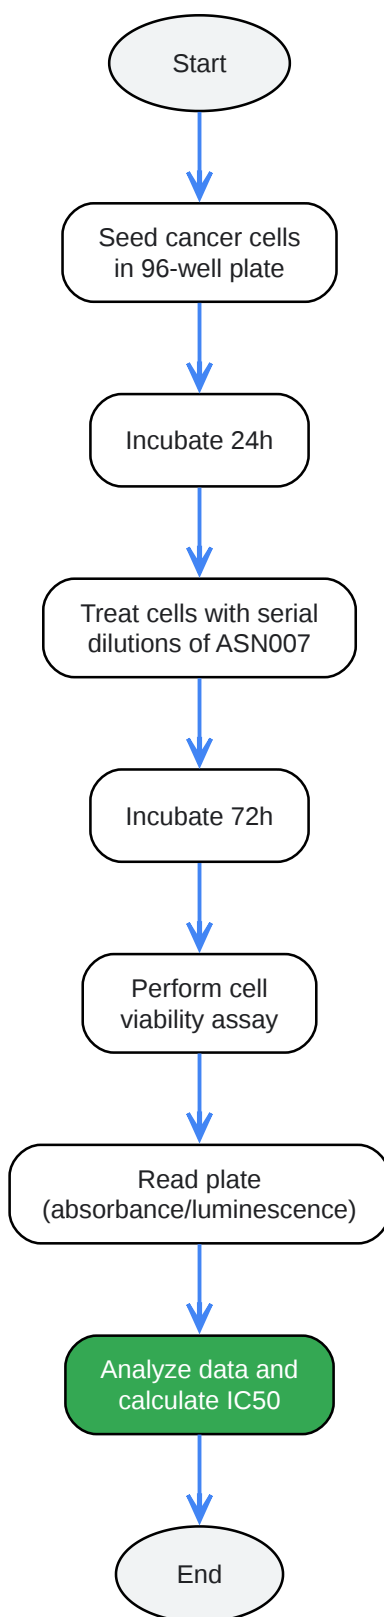 Start
Seed cancer cells
in 96-well plate
Incubate 24h
Treat cells with serial
dilutions of ASN007
Incubate 72h
Perform cell
viability assay
Read plate
(absorbance/luminescence)
Analyze data and
calculate IC50
End